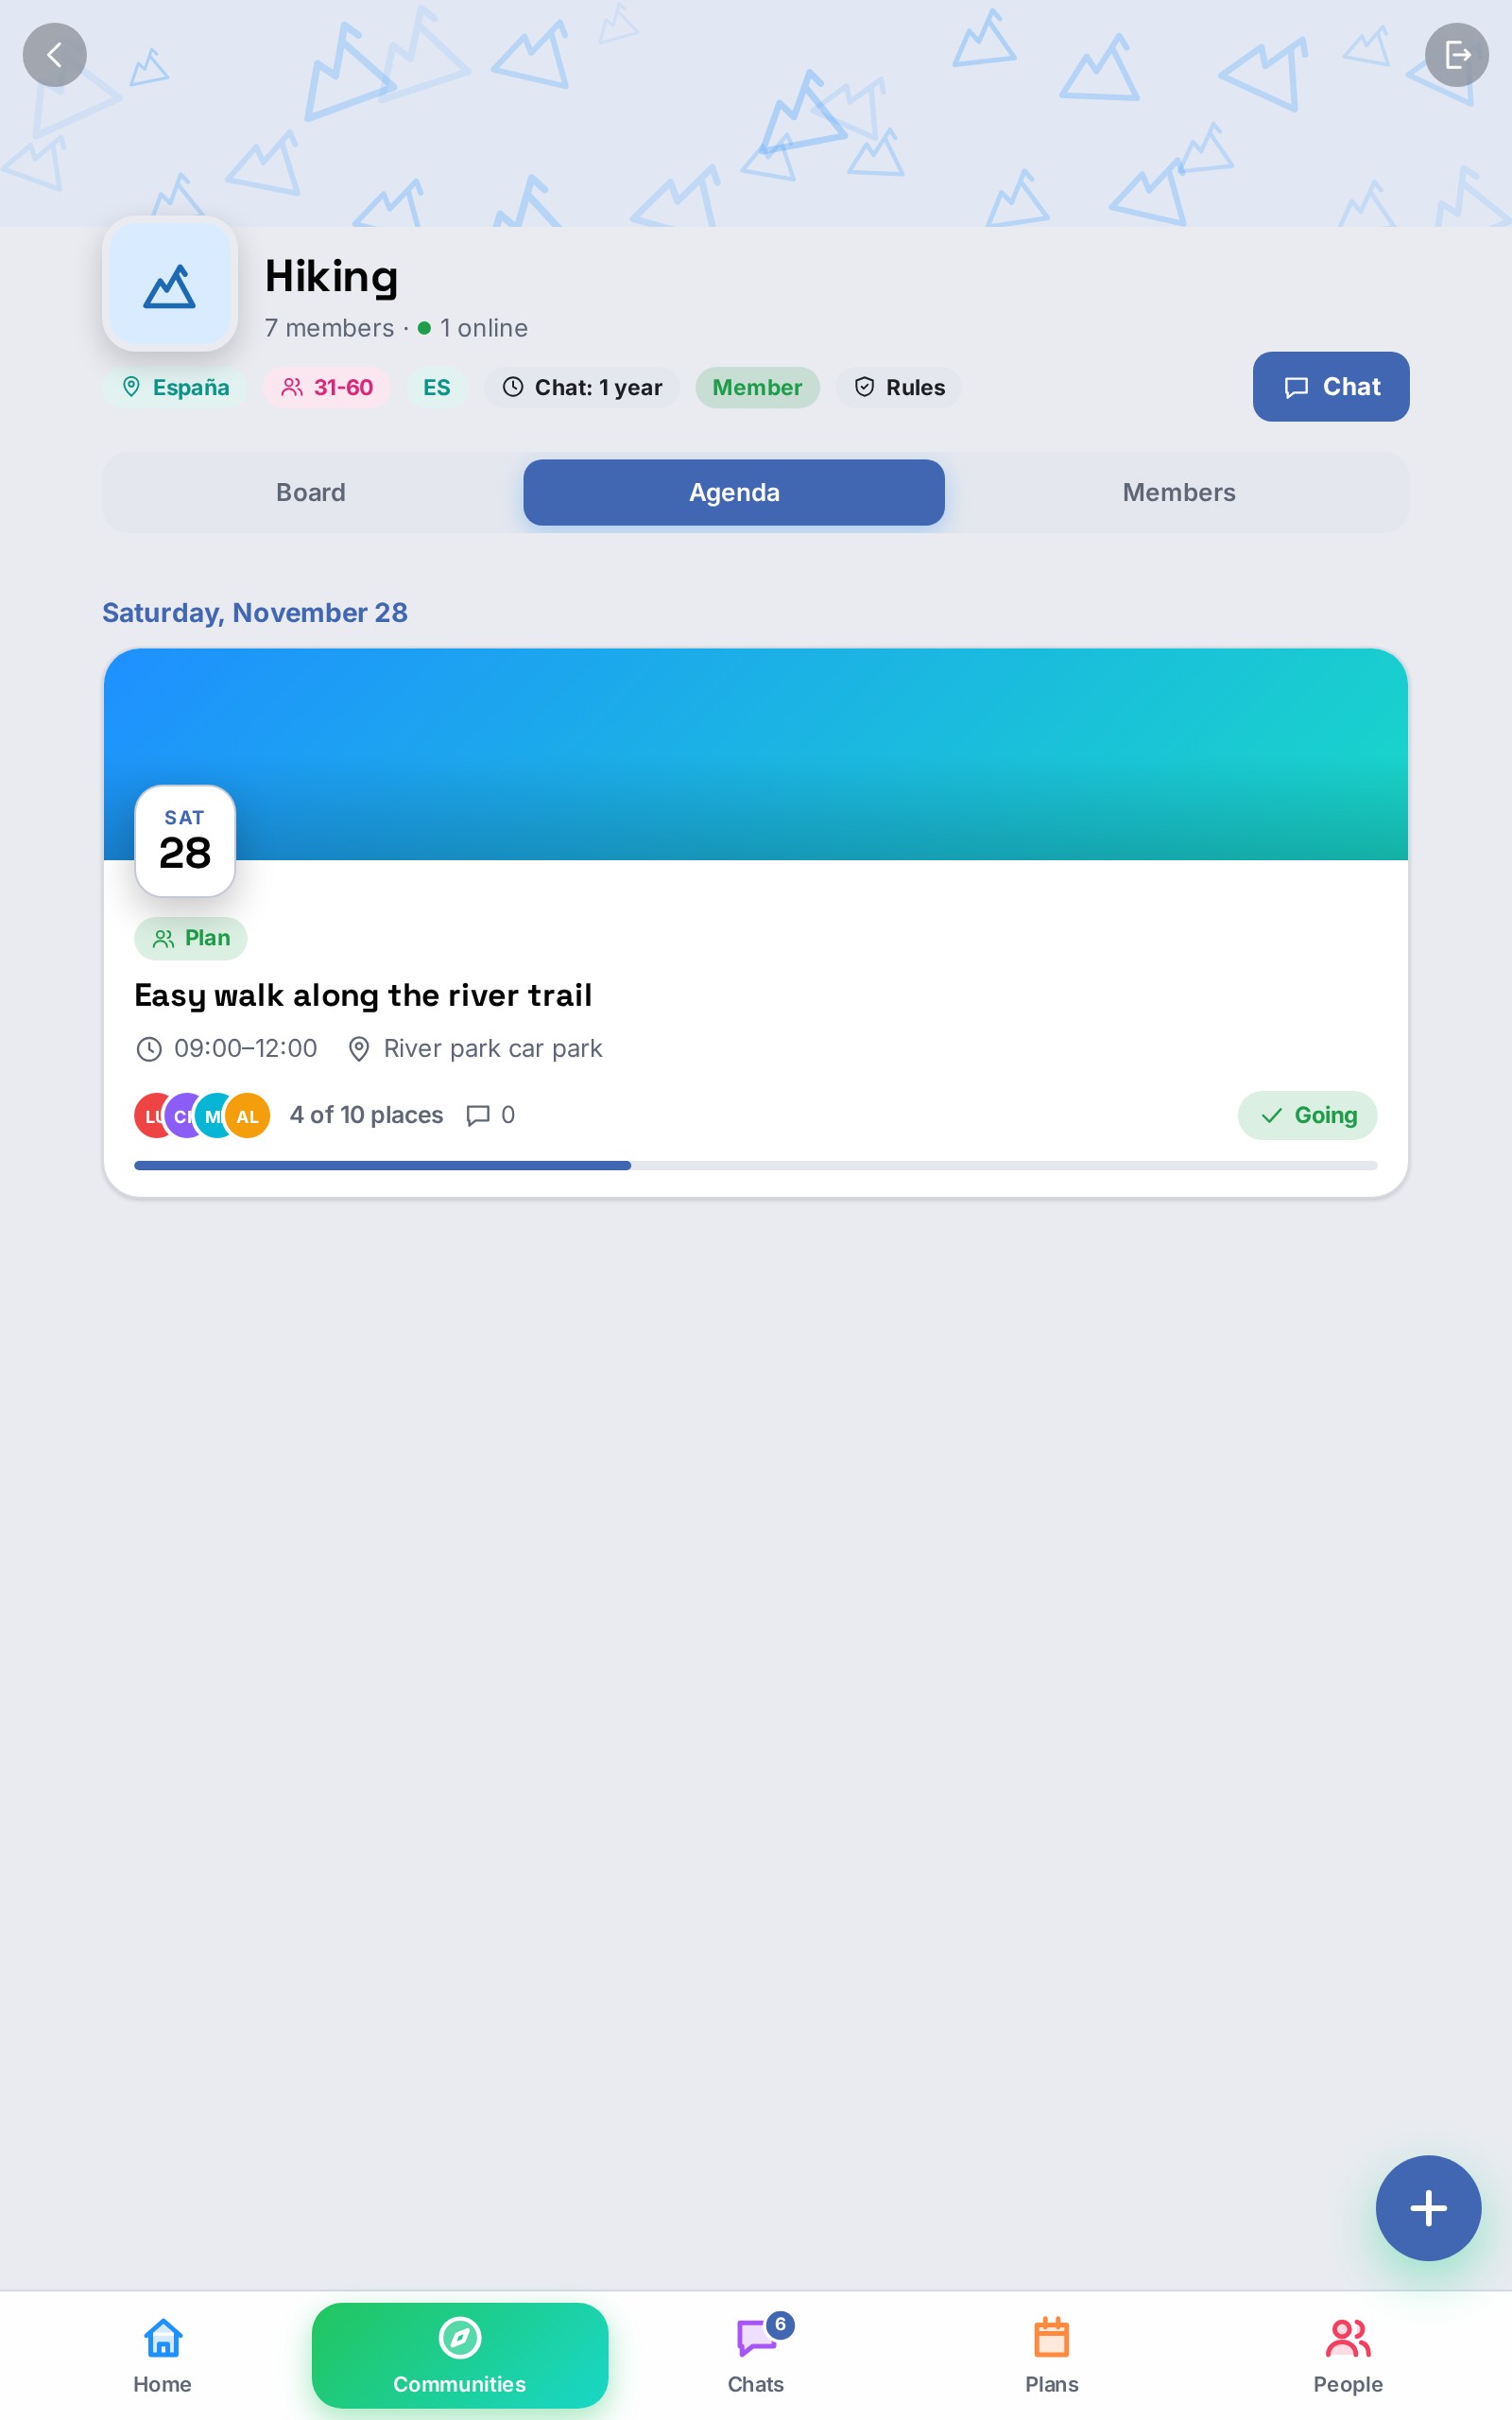 Hiking
7 members · 1 online
España 31-60 ES Chat: 1 year Member Rules
Chat
Board Agenda Members
Saturday, November 28
SAT
28
Plan
Easy walk along the river trail
09:00–12:00 River park car park
AL 4 of 10 places 0 Going
6
Home Communities Chats Plans People